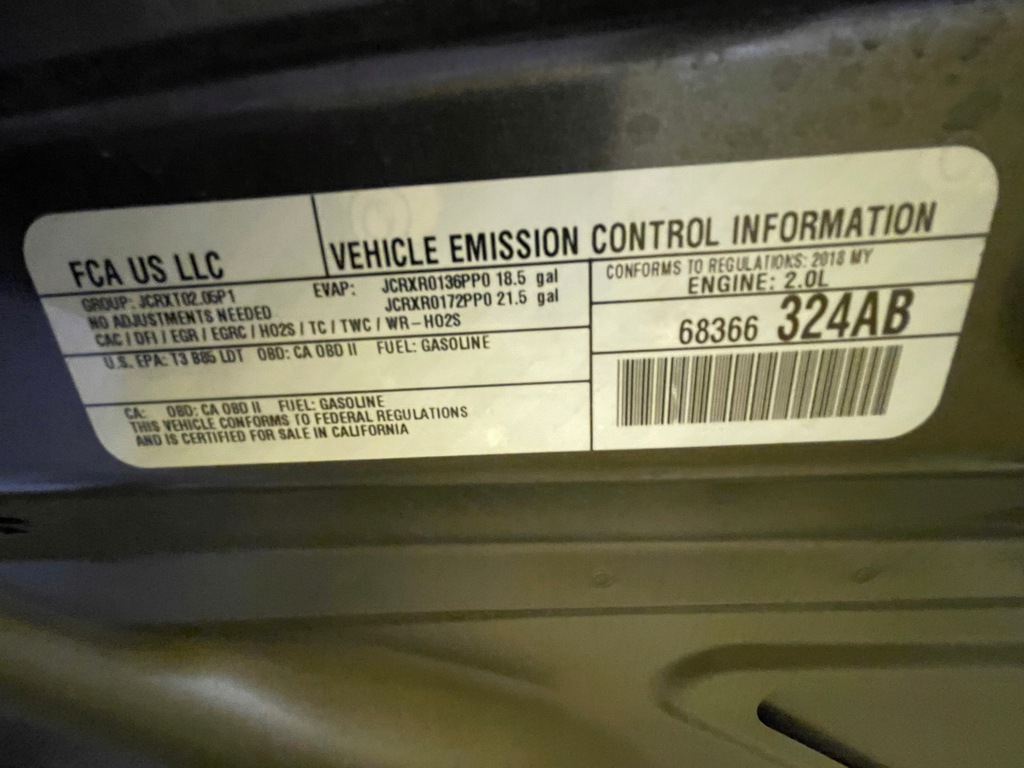 FCA US LLC
VEHICLE EMISSION CONTROL INFORMATION
GROUP: JCRXT02.05P1
EVAP: JCRXR0136PP0 18.5 gal
JCRXR0172PP0 21.5 gal
NO ADJUSTMENTS NEEDED
CAC / DFI / EGR / EGRC / HO2S / TC / TWC / WR-HO2S
U.S. EPA: T3 B85 LDT OBD: CA OBD II FUEL: GASOLINE
CA: OBD: CA OBD II FUEL: GASOLINE
THIS VEHICLE CONFORMS TO FEDERAL REGULATIONS
AND IS CERTIFIED FOR SALE IN CALIFORNIA
CONFORMS TO REGULATIONS: 2018 MY
ENGINE: 2.0L
68366 324AB